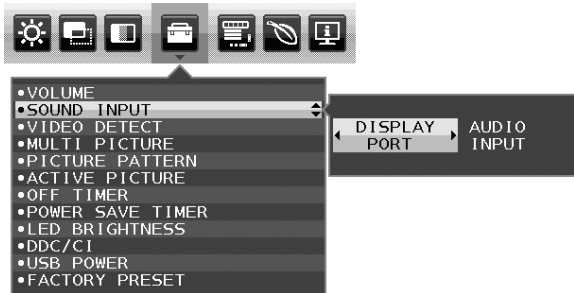 •VOLUME
•SOUND INPUT
•VIDEO DETECT
•MULTI PICTURE
•PICTURE PATTERN
•ACTIVE PICTURE
•OFF TIMER
•POWER SAVE TIMER
•LED BRIGHTNESS
•DDC/CI
•USB POWER
•FACTORY PRESET
DISPLAY AUDIO
PORT INPUT